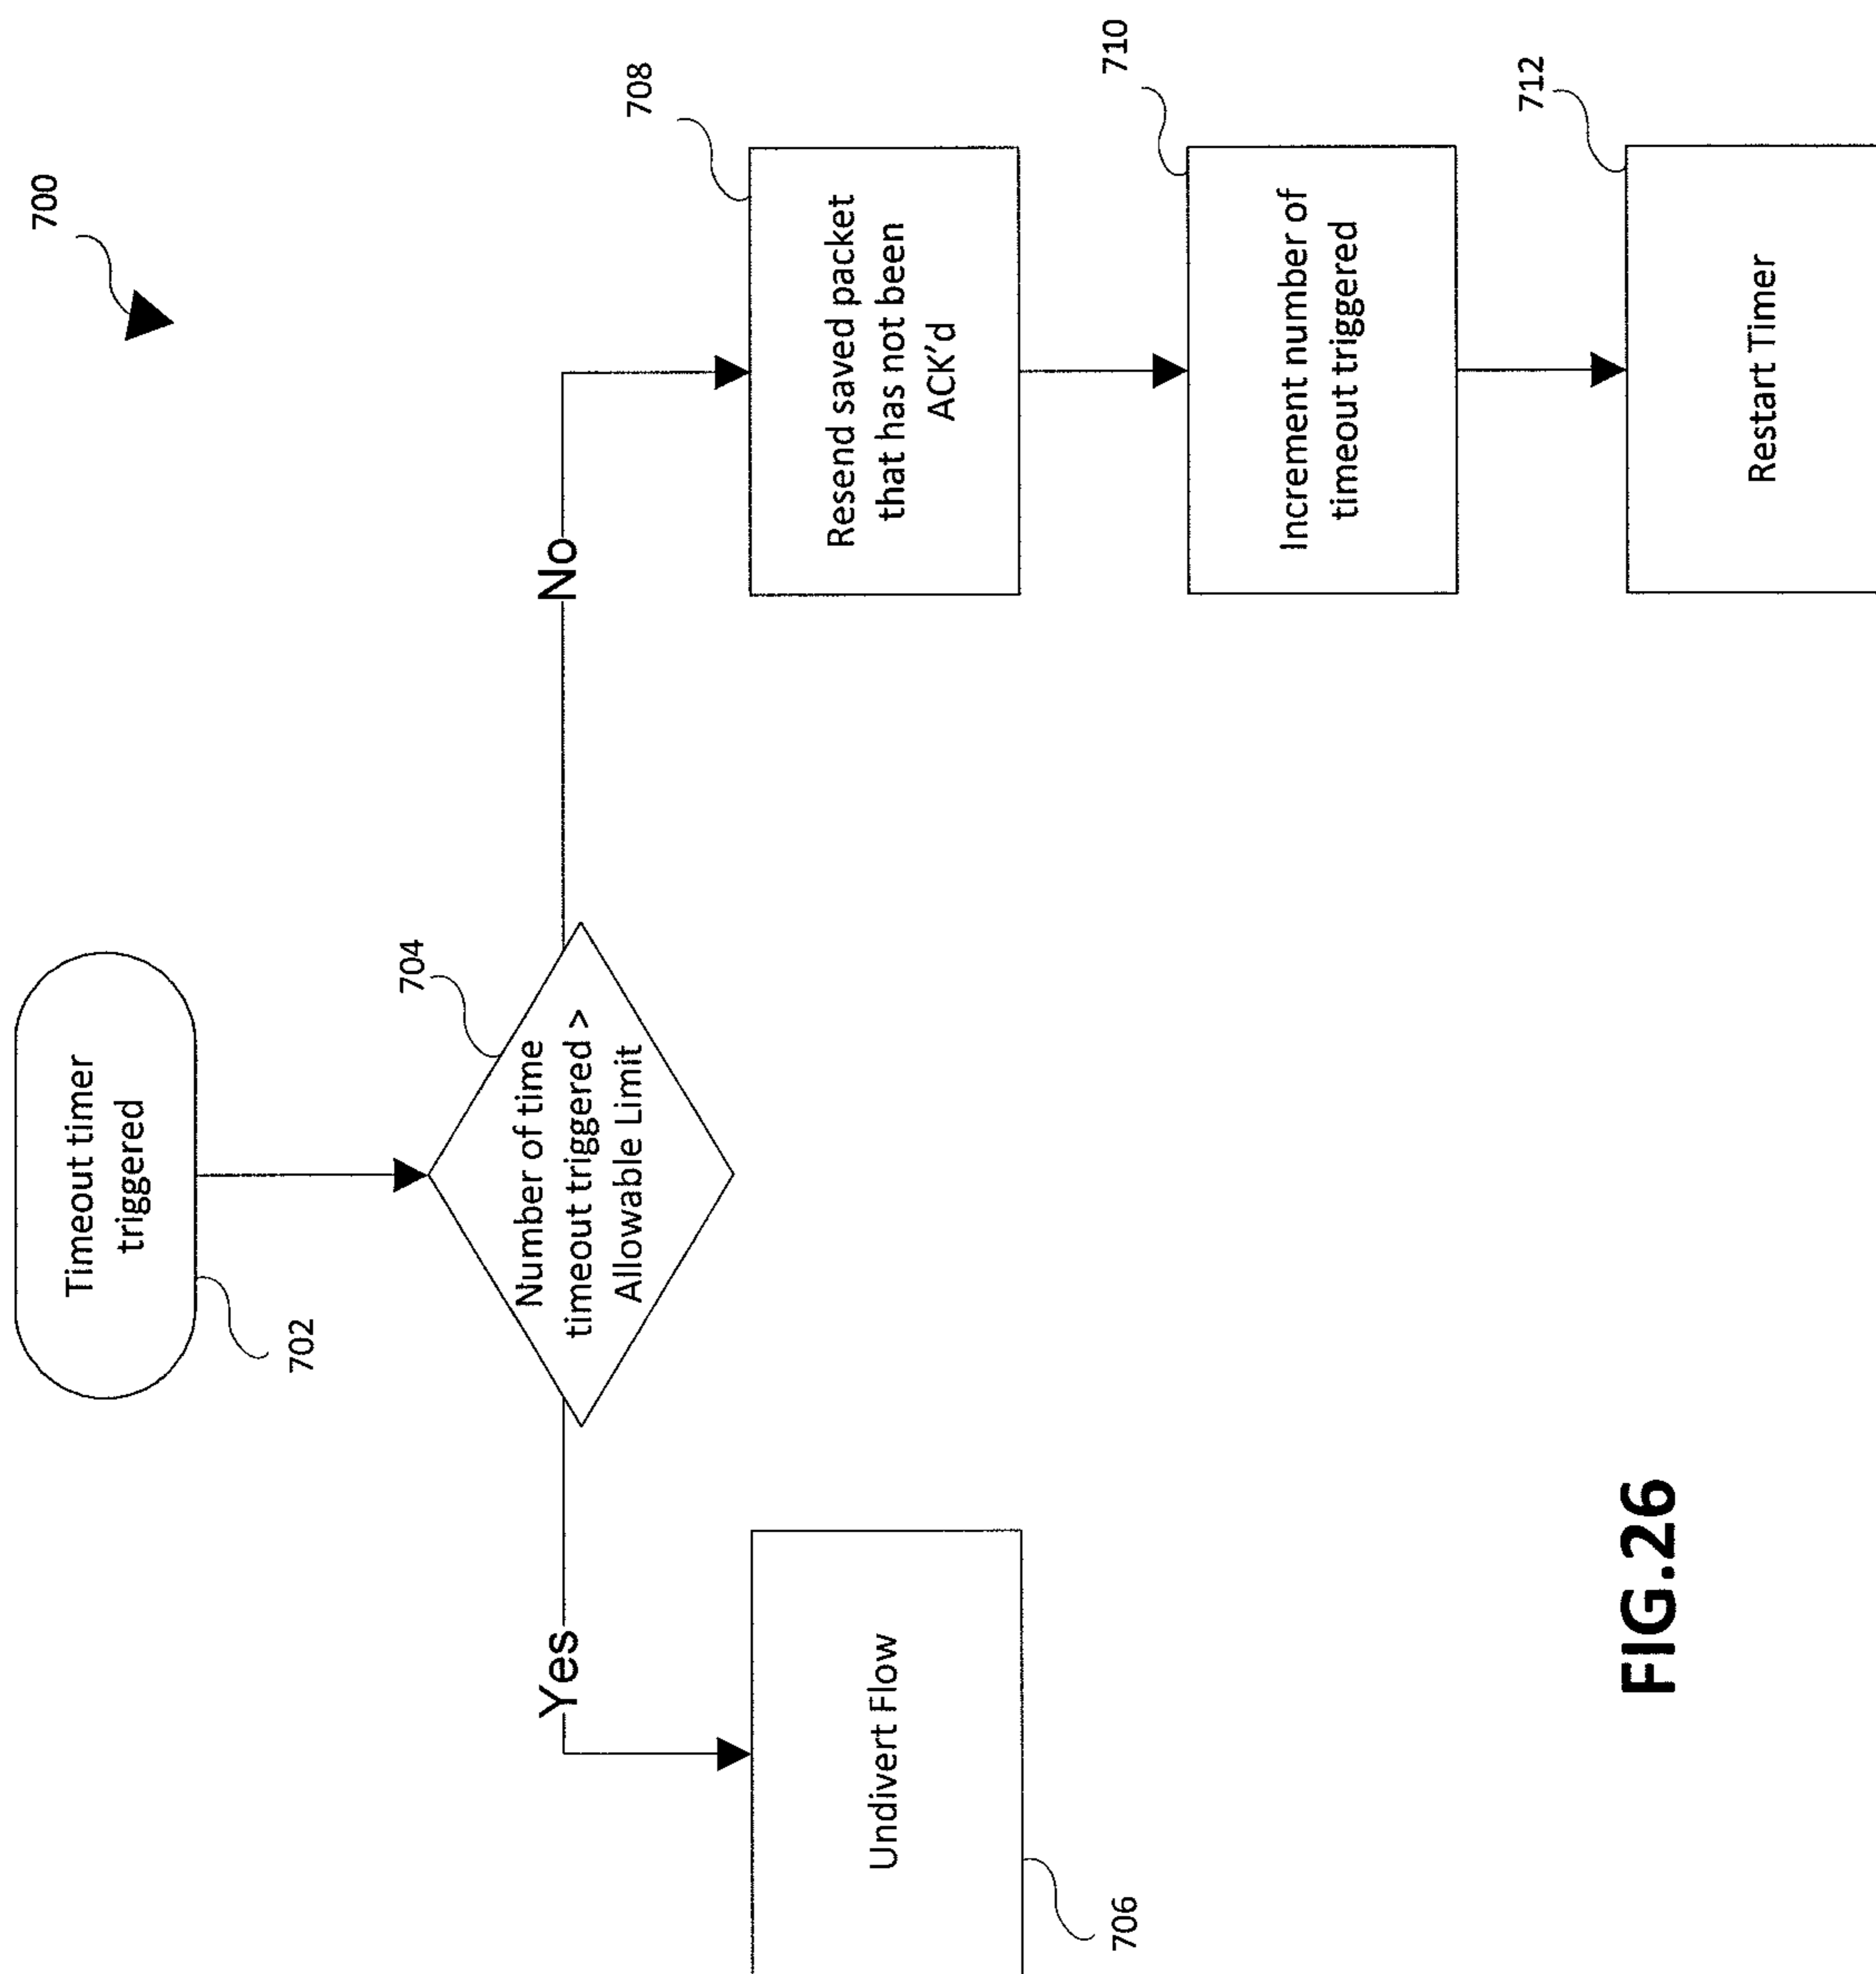 700
Timeout timer
triggered
702
704
Number of time
timeout triggered >
Allowable Limit
Yes
No
Undivert Flow
706
708
Resend saved packet
that has not been
ACK'd
710
Increment number of
timeout triggered
712
Restart Timer
FIG.26